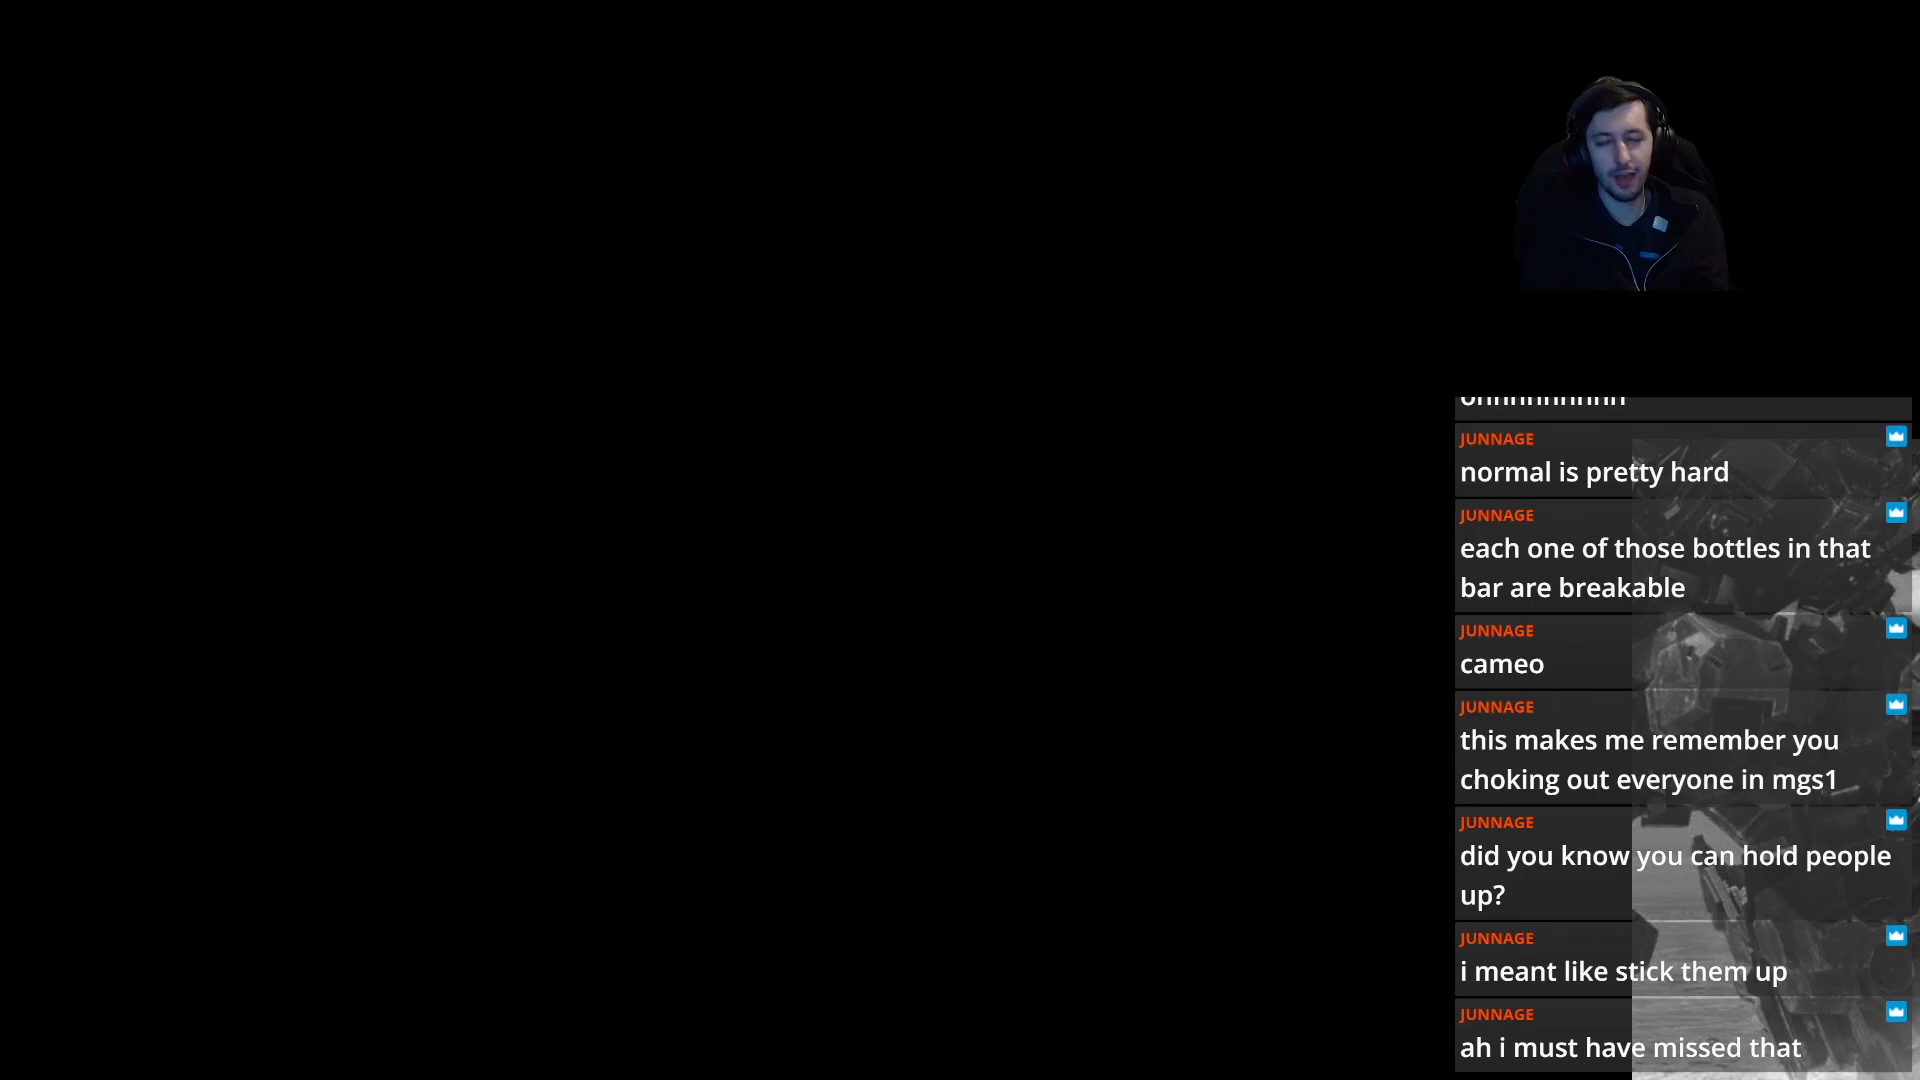 JUNNAGE
normal is pretty hard
JUNNAGE
each one of those bottles in that
bar are breakable
JUNNAGE
cameo
JUNNAGE
this makes me remember you
choking out everyone in mgs1
JUNNAGE
did you know you can hold people
up?
JUNNAGE
i meant like stick them up
JUNNAGE
ah i must have missed that